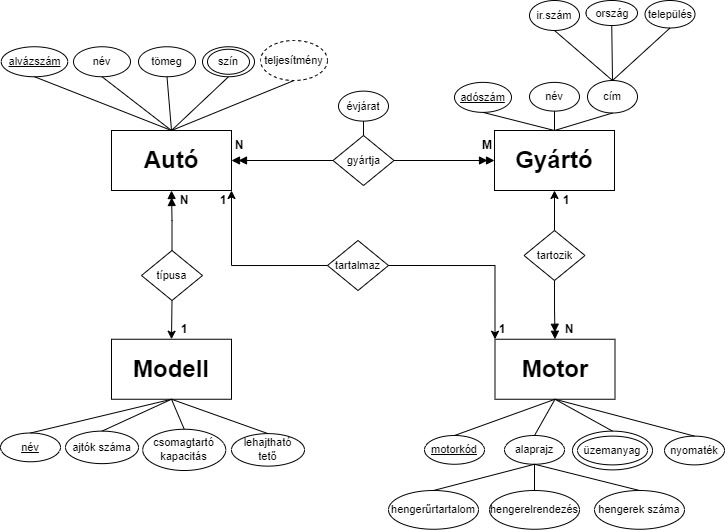 ir.szám
ország
település
alvázszám
név
tömeg
szín
teljesítmény
adószám
név
cím
évjárat
Autó
N
gyártja
M
Gyártó
N
1
1
típusa
tartalmaz
tartozik
1
1
N
Modell
Motor
név
ajtók száma
csomagtartó
kapacitás
lehajtható
tető
motorkód
alaprajz
üzemanyag
nyomaték
hengerűrtartalom
hengerelrendezés
hengerek száma